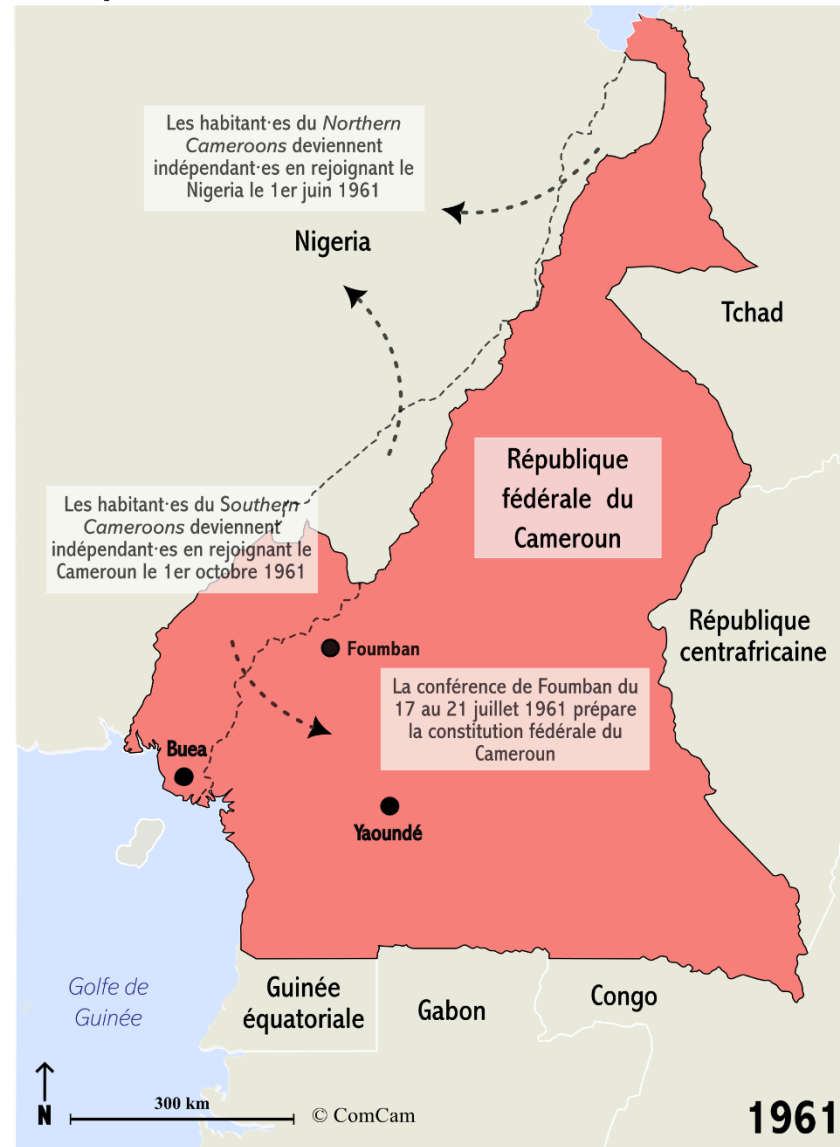 Les habitant·es du Northern
Cameroons deviennent
indépendant·es en rejoignant le
Nigeria le 1er juin 1961
Nigeria
Tchad
République
fédérale du
Cameroun
Les habitant·es du Southern
Cameroons deviennent
indépendant·es en rejoignant le
Cameroun le 1er octobre 1961
République
centrafricaine
Foumban
La conférence de Foumban du
17 au 21 juillet 1961 prépare
la constitution fédérale du
Cameroun
Buea
Yaoundé
Golfe de
Guinée
Guinée
équatoriale
Gabon
Congo
N
300 km
© ComCam
1961